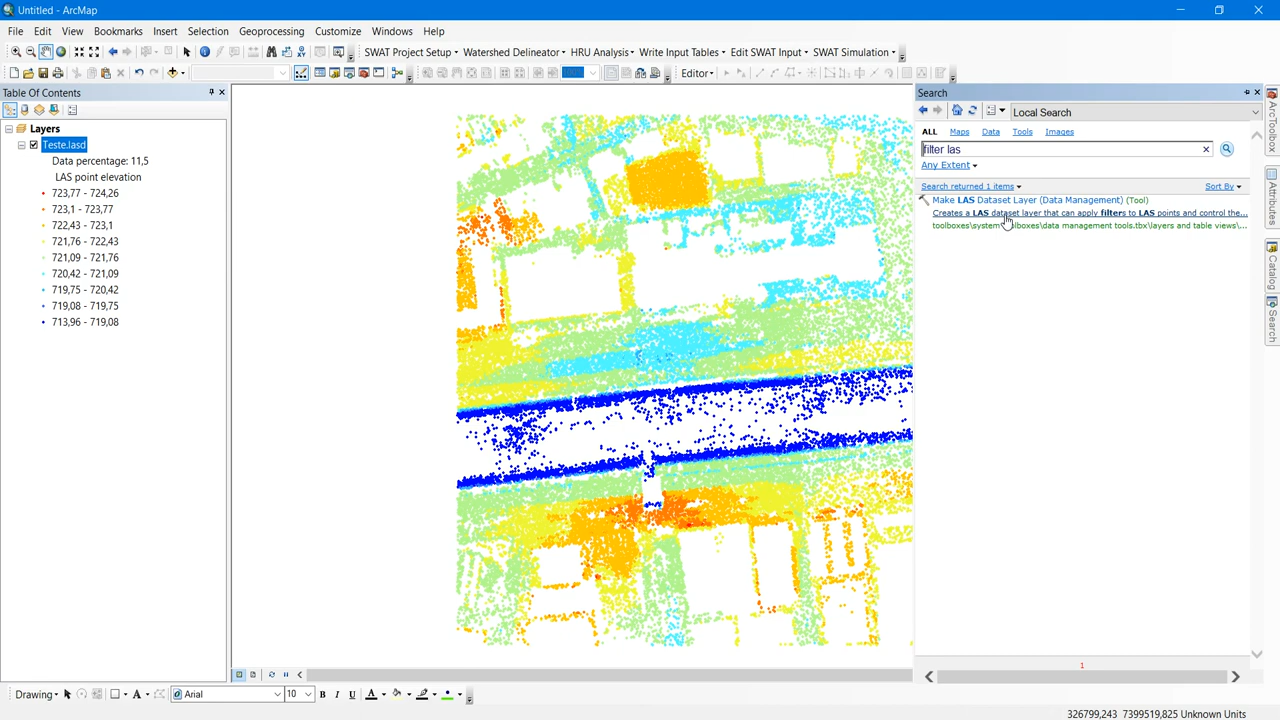 Untitled - ArcMap
File Edit View Bookmarks Insert Selection Geoprocessing Customize Windows Help
SWAT Project Setup Watershed Delineator HRU Analysis Write Input Tables Edit SWAT Input SWAT Simulation
Editor
Table Of Contents
Layers
Teste.lasd
Data percentage: 11,5
LAS point elevation
723,77 - 724,26
723,1 - 723,77
722,43 - 723,1
721,76 - 722,43
721,09 - 721,76
720,42 - 721,09
719,75 - 720,42
719,08 - 719,75
713,96 - 719,08
Search
Local Search
ALL Maps Data Tools Images
filter las
Any Extent
Search returned 1 items Sort By
Make LAS Dataset Layer (Data Management) (Tool)
Creates a LAS dataset layer that can apply filters to LAS points and control the...
toolboxes\system data management tools.tbx\layers and table views\...
1
ArcToolbox
Attributes
Catalog
Search
Drawing A Arial 10 B I U A
326799,243 7399519,825 Unknown Units